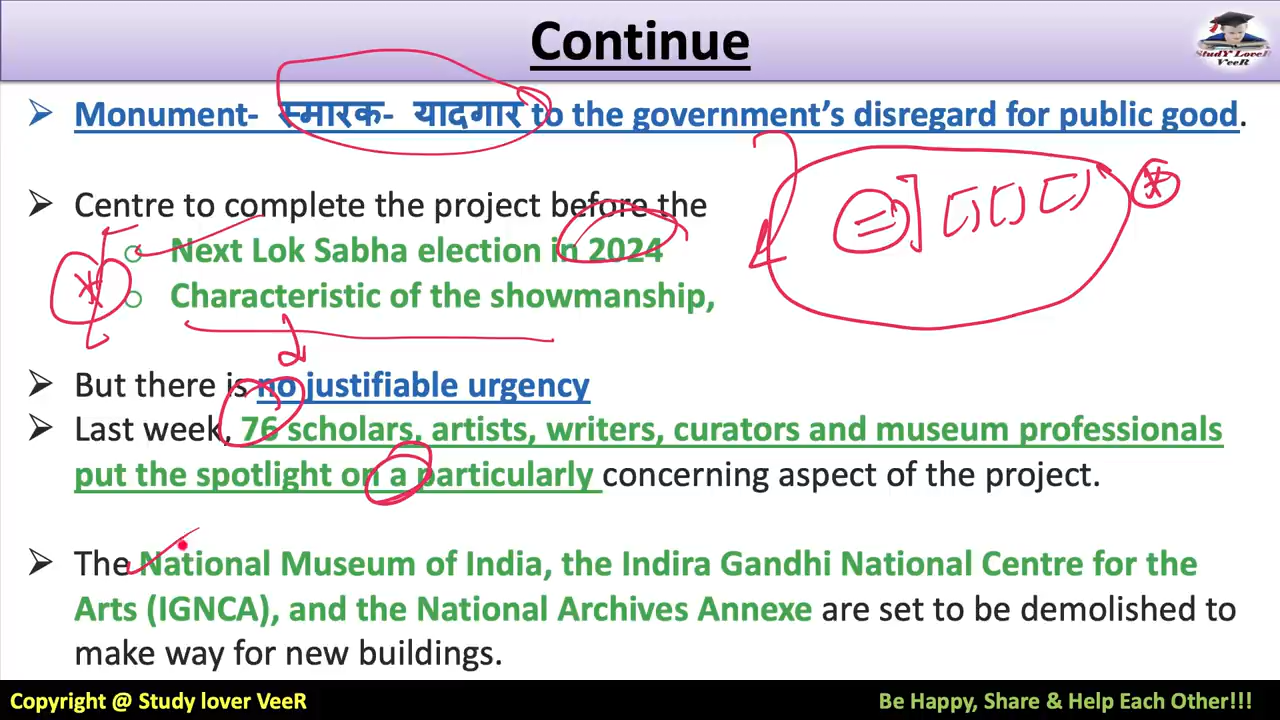 Continue
StudY LoveR
VeeR
➢ Monument- स्मारक- यादगार to the government’s disregard for public good.
➢ Centre to complete the project before the
○ Next Lok Sabha election in 2024
○ Characteristic of the showmanship,
➢ But there is no justifiable urgency
➢ Last week, 76 scholars, artists, writers, curators and museum professionals
put the spotlight on a particularly concerning aspect of the project.
➢ The National Museum of India, the Indira Gandhi National Centre for the
Arts (IGNCA), and the National Archives Annexe are set to be demolished to
make way for new buildings.
Copyright @ Study lover VeeR
Be Happy, Share & Help Each Other!!!